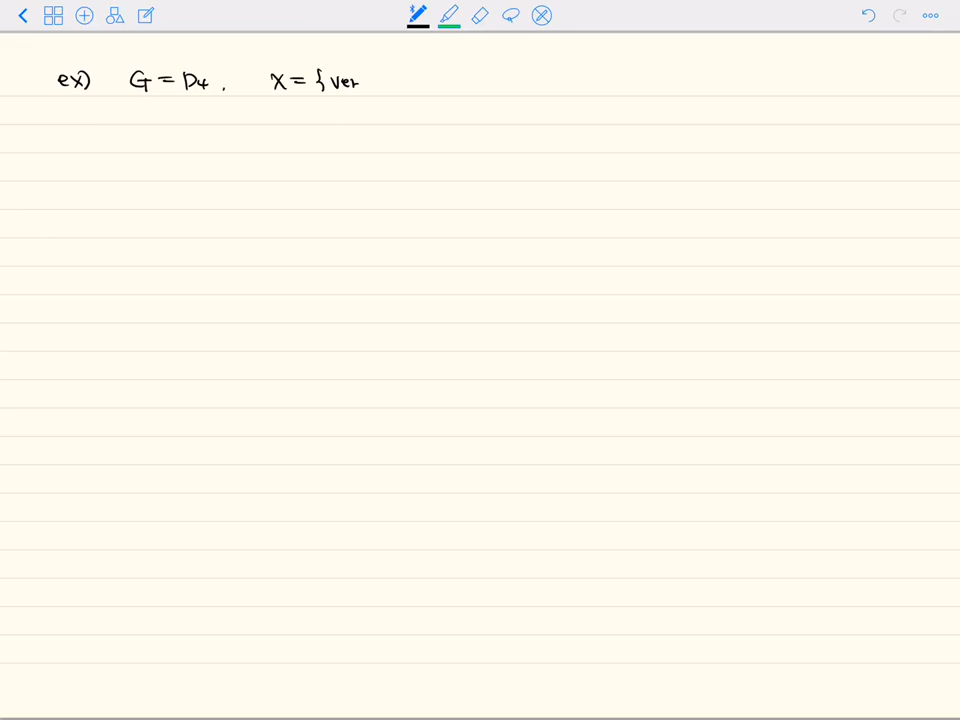 ex) G = D₄, X = {ver